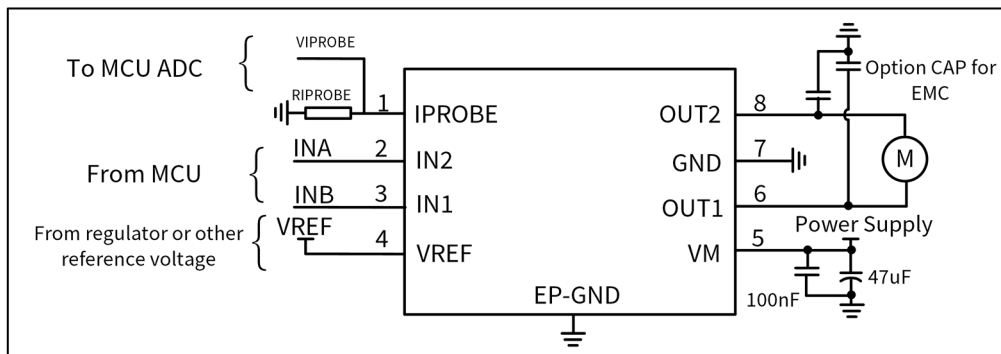 To MCU ADC
VIPROBE
RIPROBE
1
IPROBE
INA
2
IN2
From MCU
INB
3
IN1
From regulator or other
reference voltage
VREF
4
VREF
EP-GND
OUT2
8
GND
7
OUT1
6
VM
5
Option CAP for
EMC
M
Power Supply
100nF
47uF